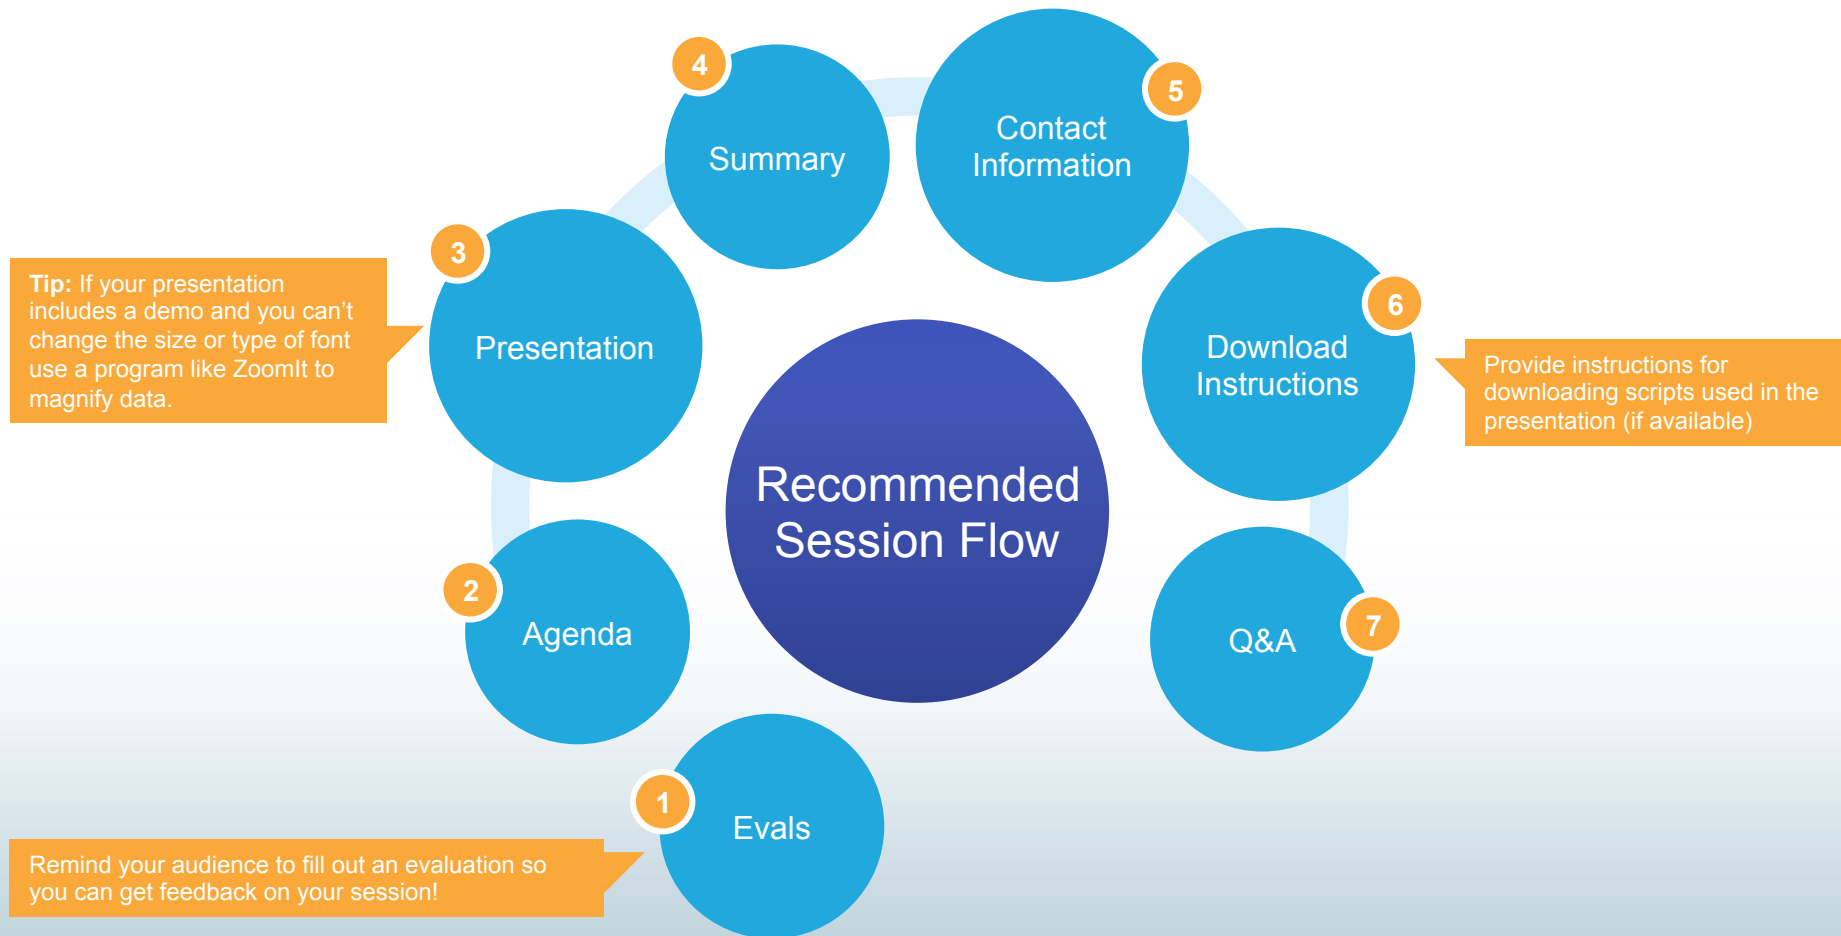 4
Summary
5
Contact
Information
3
Presentation
Tip: If your presentation
includes a demo and you can’t
change the size or type of font
use a program like ZoomIt to
magnify data.
6
Download
Instructions
Provide instructions for
downloading scripts used in the
presentation (if available)
Recommended
Session Flow
2
Agenda
7
Q&A
1
Evals
Remind your audience to fill out an evaluation so
you can get feedback on your session!